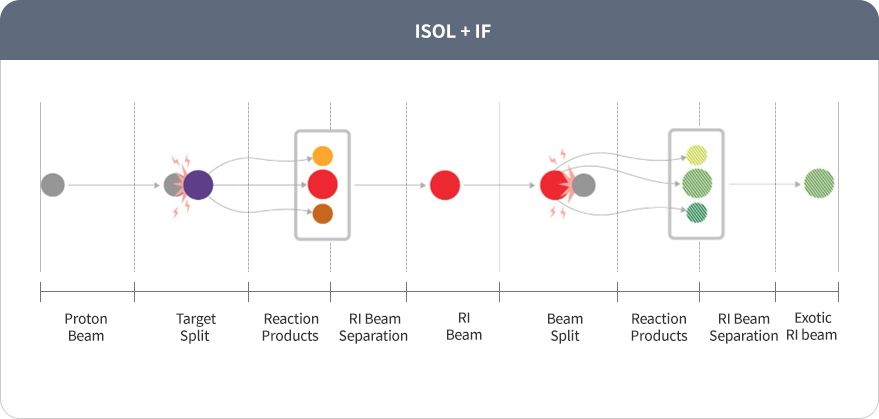 ISOL + IF
Proton
Beam
Target
Split
Reaction
Products
RI Beam
Separation
RI
Beam
Beam
Split
Reaction
Products
RI Beam
Separation
Exotic
RI beam